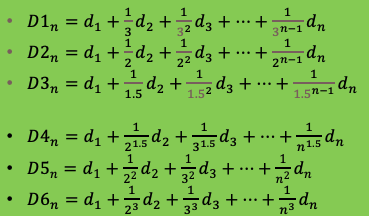 • D1ₙ = d₁ + 1/3 d₂ + 1/3² d₃ + ⋯ + 1/3ⁿ⁻¹ dₙ
• D2ₙ = d₁ + 1/2 d₂ + 1/2² d₃ + ⋯ + 1/2ⁿ⁻¹ dₙ
• D3ₙ = d₁ + 1/1.5 d₂ + 1/1.5² d₃ + ⋯ + 1/1.5ⁿ⁻¹ dₙ
• D4ₙ = d₁ + 1/2^1.5 d₂ + 1/3^1.5 d₃ + ⋯ + 1/n^1.5 dₙ
• D5ₙ = d₁ + 1/2² d₂ + 1/3² d₃ + ⋯ + 1/n² dₙ
• D6ₙ = d₁ + 1/2³ d₂ + 1/3³ d₃ + ⋯ + 1/n³ dₙ